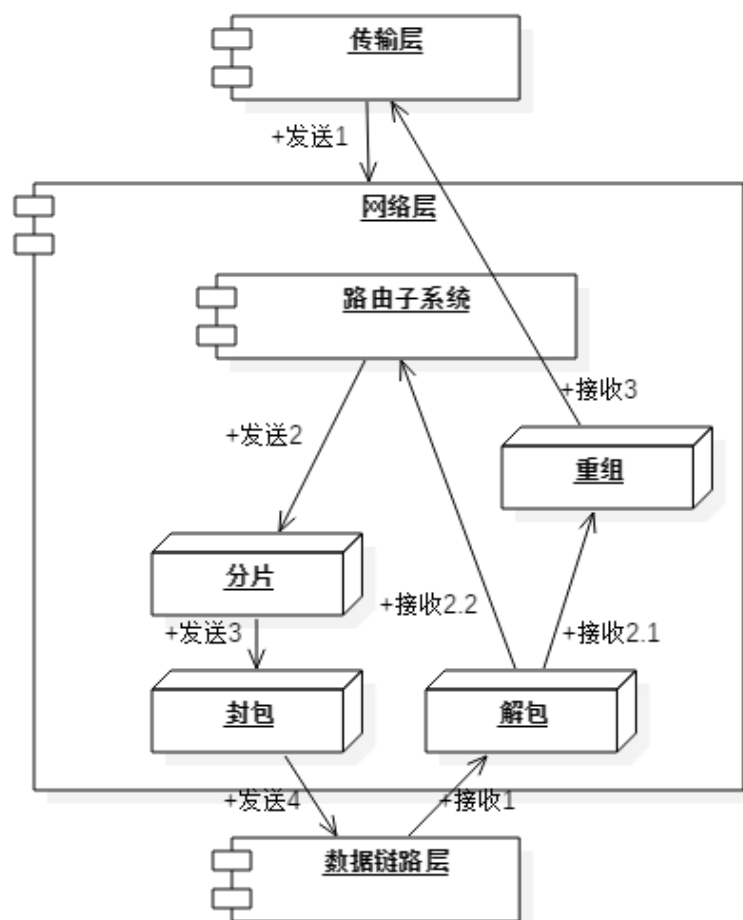 传输层
+发送1
网络层
路由子系统
+接收3
+发送2
重组
分片
+接收2.2
+发送3
+接收2.1
封包
解包
+发送4
+接收1
数据链路层